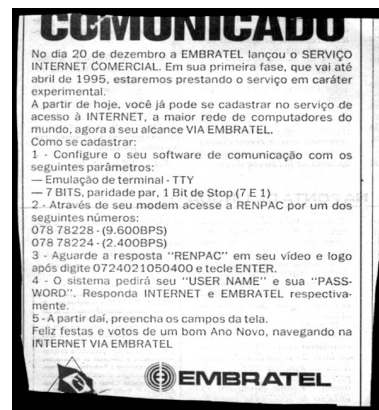 COMUNICADO
No dia 20 de dezembro a EMBRATEL lançou o SERVIÇO
INTERNET COMERCIAL. Em sua primeira fase, que vai até
abril de 1995, estaremos prestando o serviço em caráter
experimental.
A partir de hoje, você já pode se cadastrar no serviço de
acesso à INTERNET, a maior rede de computadores do
mundo, agora a seu alcance VIA EMBRATEL.
Como se cadastrar:
1 - Configure o seu software de comunicação com os
seguintes parâmetros:
— Emulação de terminal - TTY
— 7 BITS, paridade par, 1 Bit de Stop (7 E 1)
2 - Através de seu modem acesse a RENPAC por um dos
seguintes números:
078 78228 - (9.600BPS)
078 78224 - (2.400BPS)
3 - Aguarde a resposta "RENPAC" em seu vídeo e logo
após digite 0724021050400 e tecle ENTER.
4 - O sistema pedirá seu "USER NAME" e sua "PASS-
WORD". Responda INTERNET e EMBRATEL respectiva-
mente.
5 - A partir daí, preencha os campos da tela.
Feliz festas e votos de um bom Ano Novo, navegando na
INTERNET VIA EMBRATEL
EMBRATEL